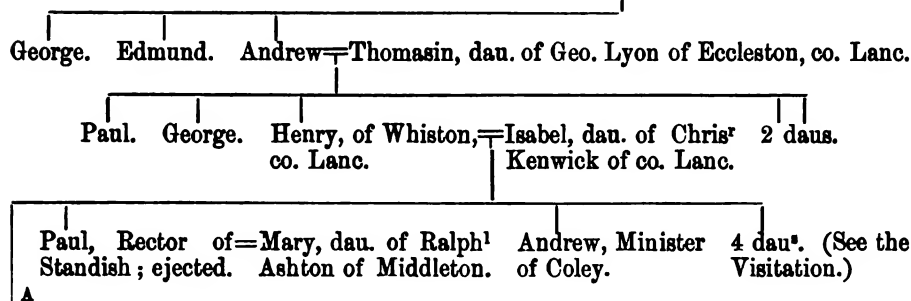 George. Edmund. Andrew=Thomasin, dau. of Geo. Lyon of Eccleston, co. Lanc.
Paul. George. Henry, of Whiston,=Isabel, dau. of Chrisʳ 2 daus.
co. Lanc. Kenwick of co. Lanc.
Paul, Rector of=Mary, dau. of Ralph¹ Andrew, Minister 4 dauˢ. (See the
Standish; ejected. Ashton of Middleton. of Coley. Visitation.)
A